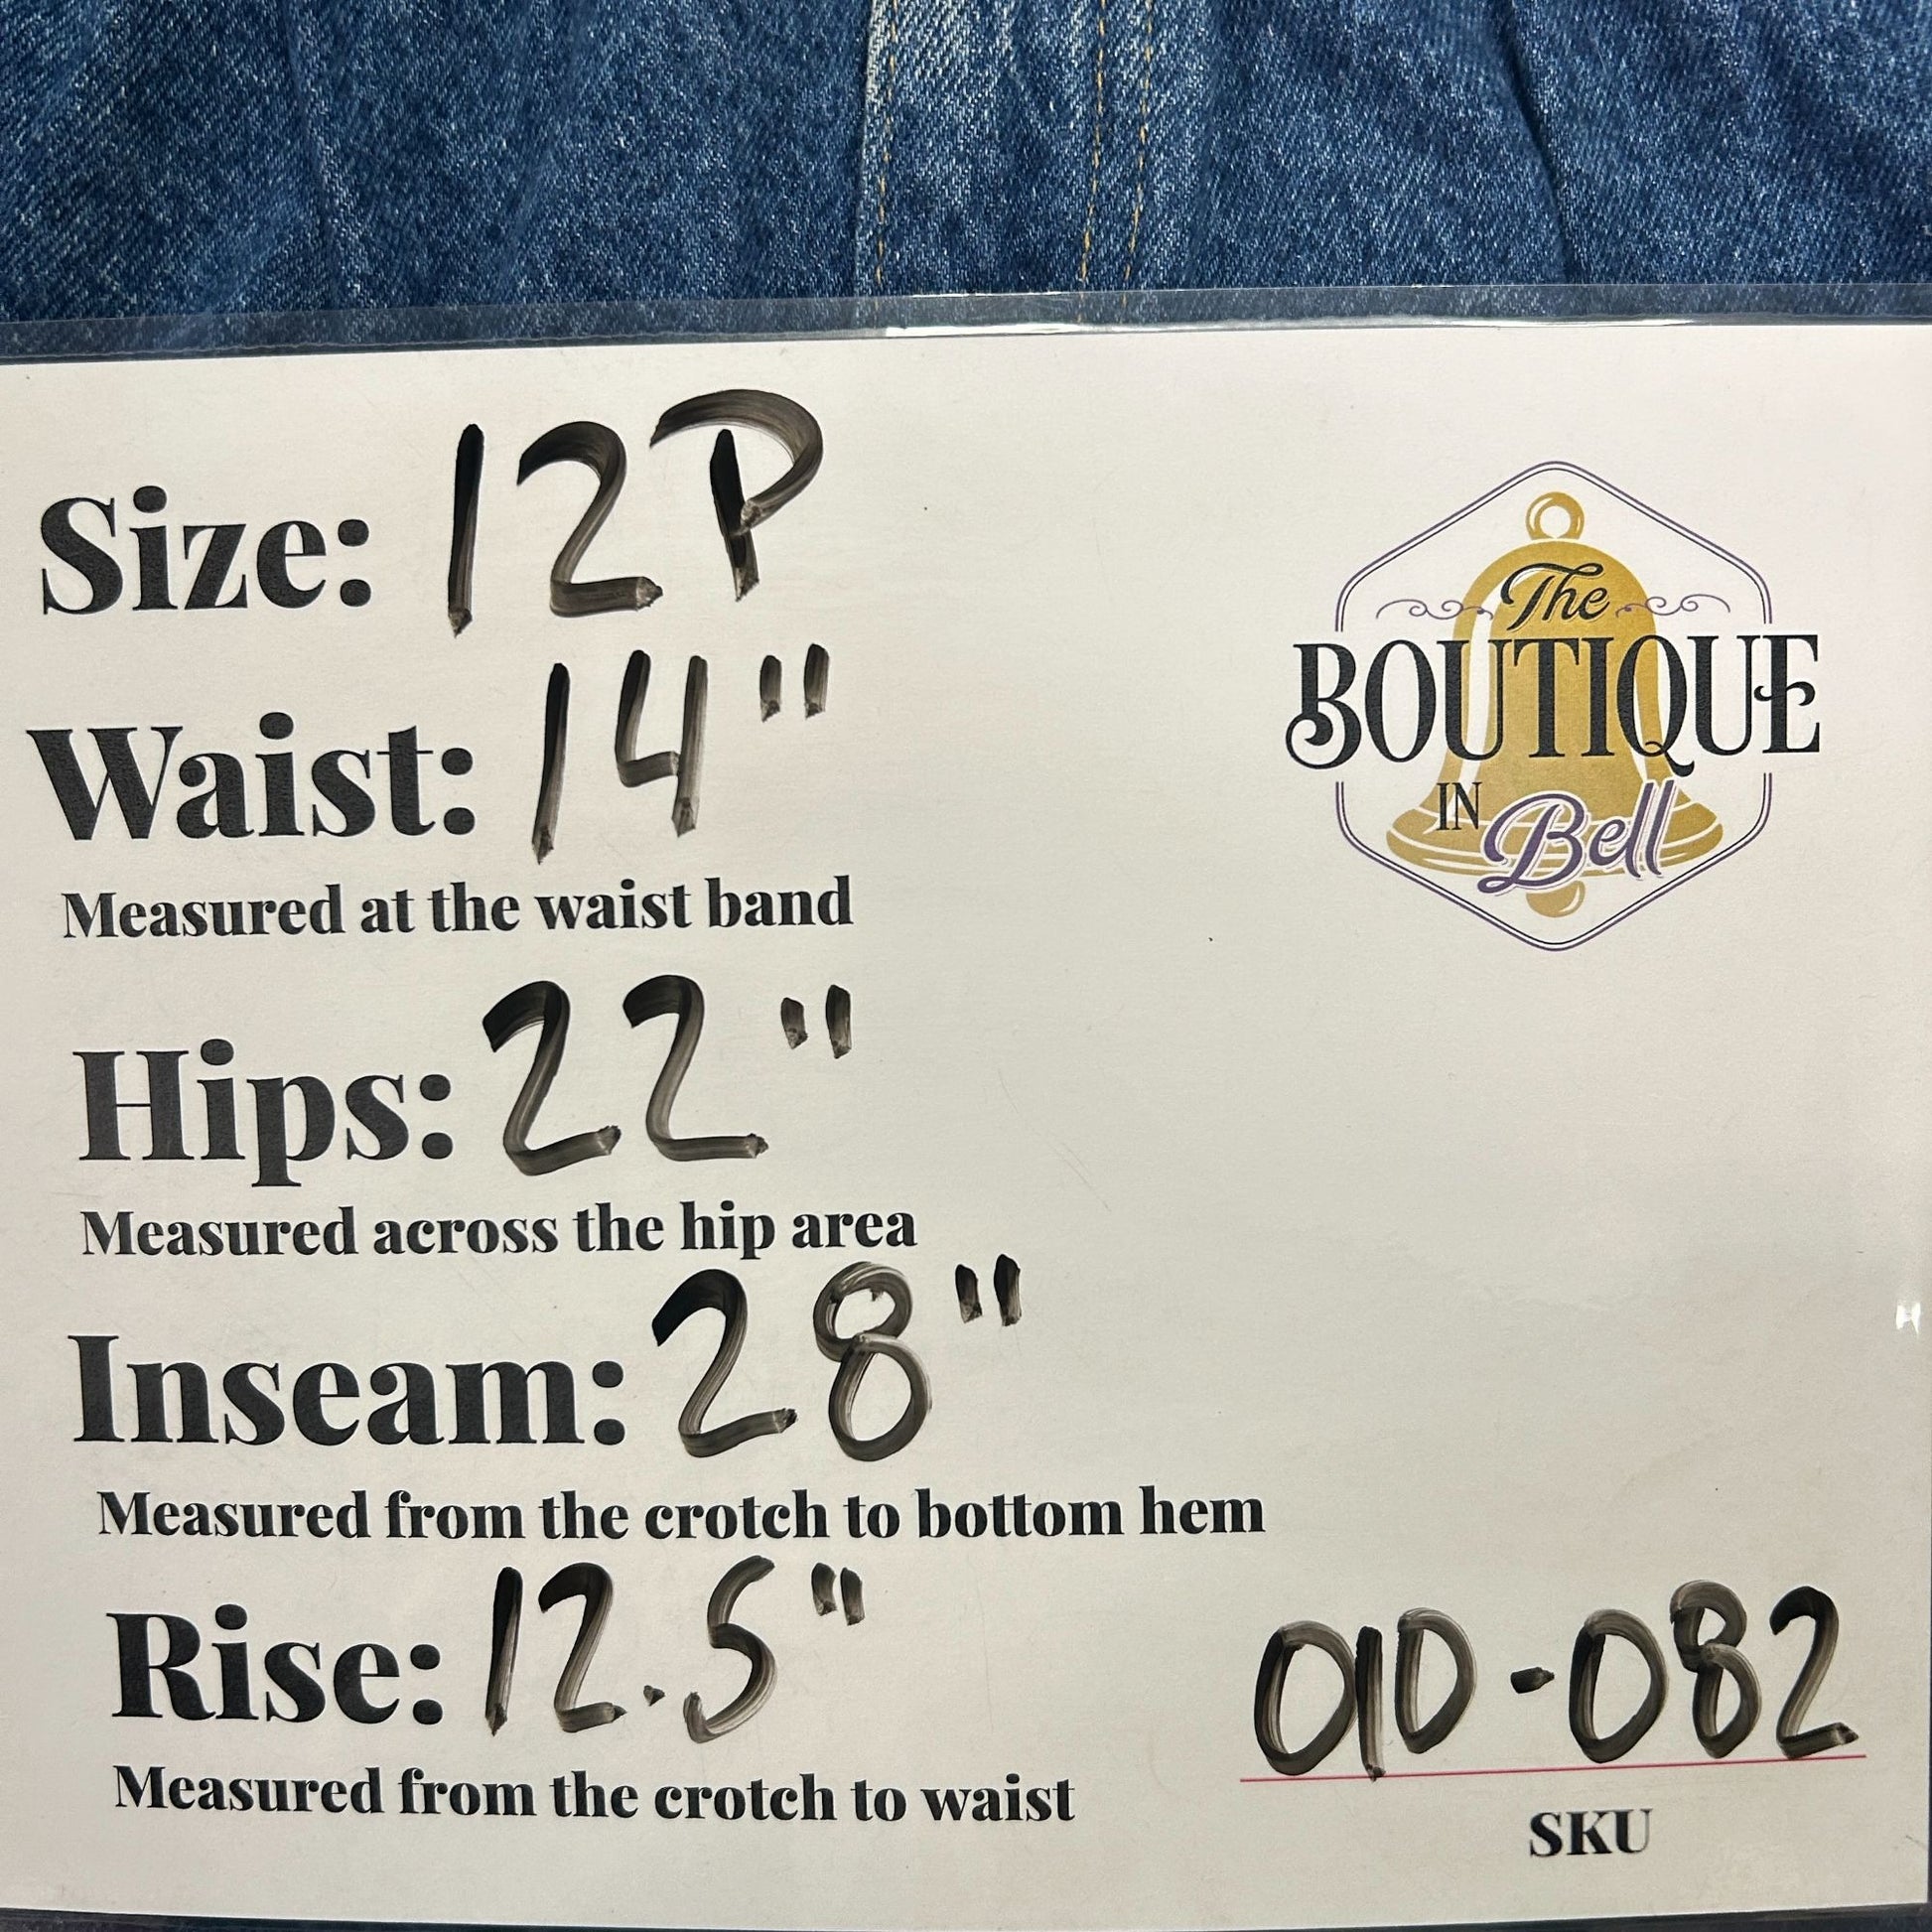 Size: 12P
Waist: 14"
Measured at the waist band
The
BOUTIQUE
IN Bell
Hips: 22"
Measured across the hip area
Inseam: 28"
Measured from the crotch to bottom hem
Rise: 12.5"
Measured from the crotch to waist
010-082
SKU